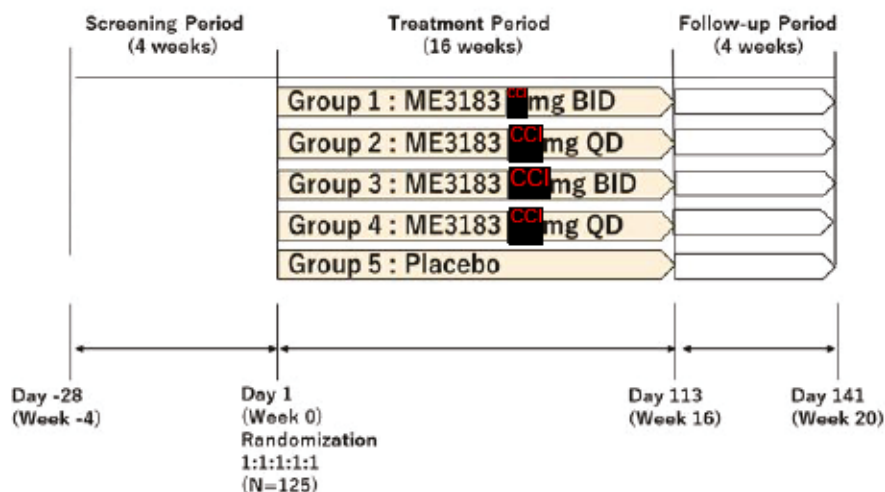 Screening Period
(4 weeks)
Treatment Period
(16 weeks)
Follow-up Period
(4 weeks)
Group 1 : ME3183 CCI mg BID
Group 2 : ME3183 CCI mg QD
Group 3 : ME3183 CCI mg BID
Group 4 : ME3183 CCI mg QD
Group 5 : Placebo
Day -28
(Week -4)
Day 1
(Week 0)
Randomization
1:1:1:1:1
(N=125)
Day 113
(Week 16)
Day 141
(Week 20)